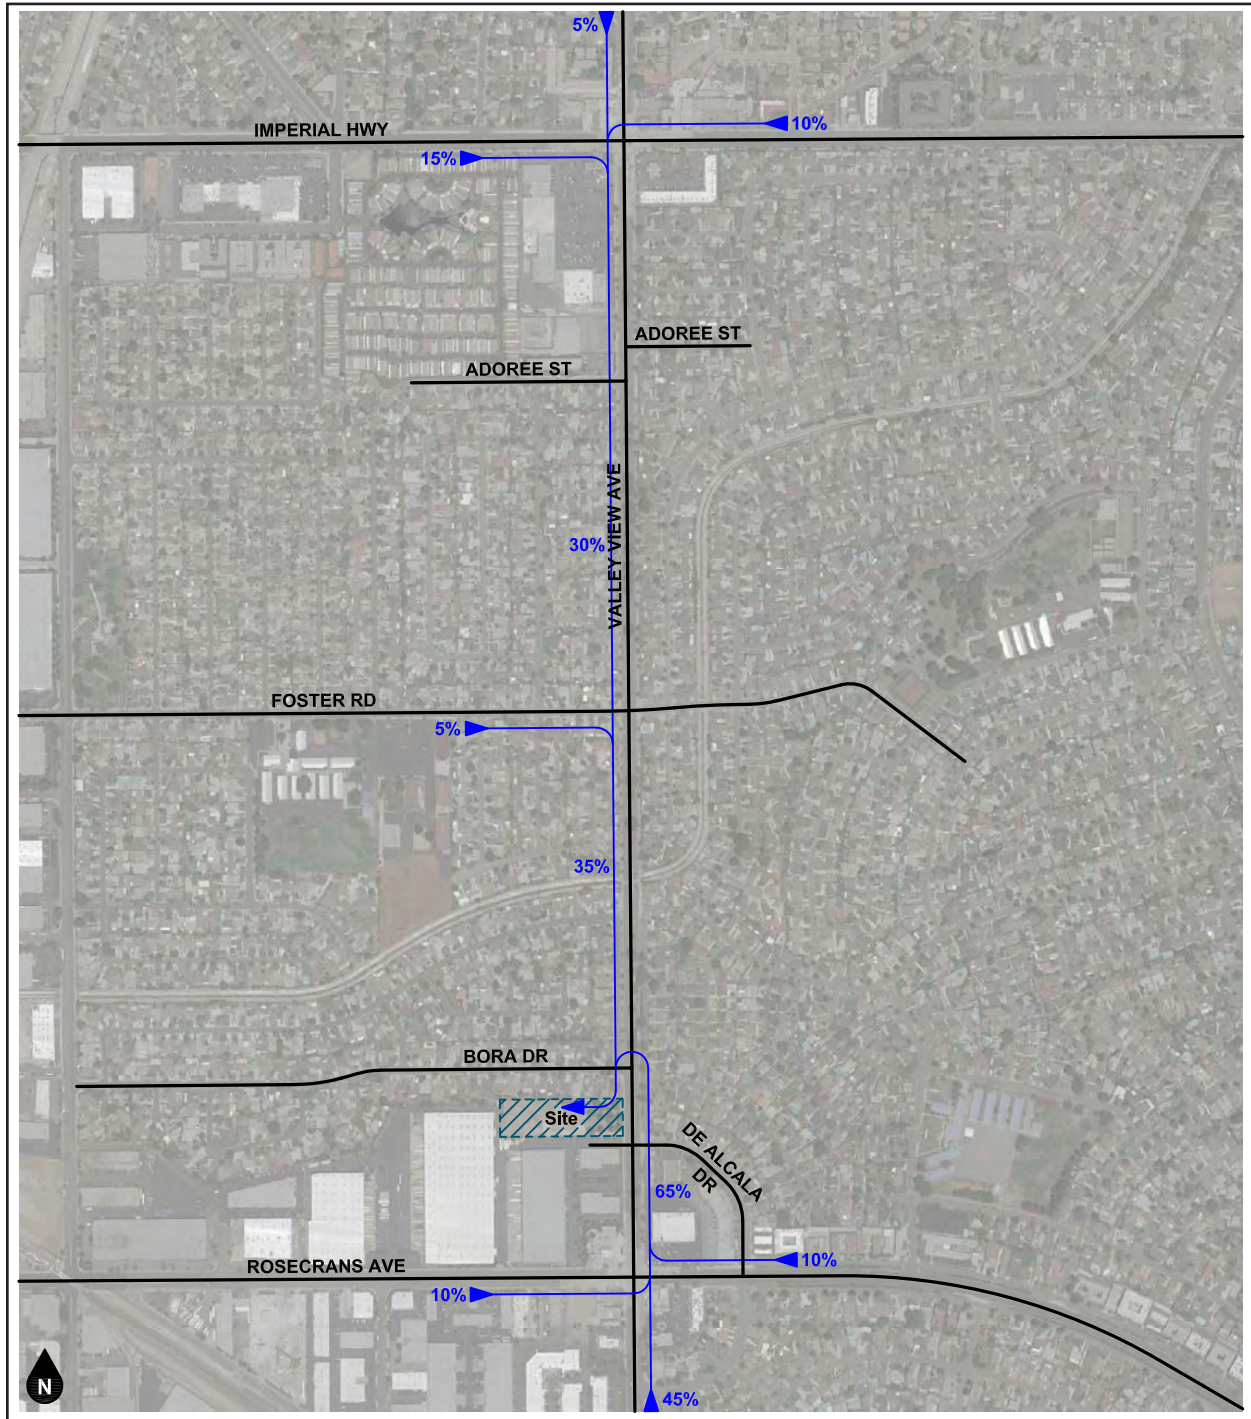 5%
IMPERIAL HWY
10%
15%
ADOREE ST
ADOREE ST
VALLEY VIEW AVE
30%
FOSTER RD
5%
35%
BORA DR
Site
DE ALCALA
DR
65%
ROSECRANS AVE
10%
10%
N
45%